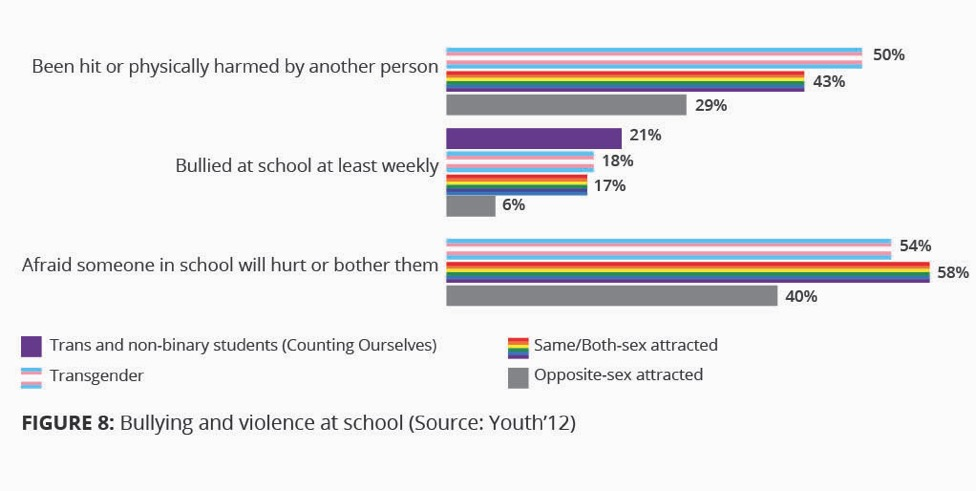 Been hit or physically harmed by another person
50%
43%
29%
Bullied at school at least weekly
21%
18%
17%
6%
Afraid someone in school will hurt or bother them
54%
58%
40%
Trans and non-binary students (Counting Ourselves)
Same/Both-sex attracted
Transgender
Opposite-sex attracted
FIGURE 8: Bullying and violence at school (Source: Youth’12)